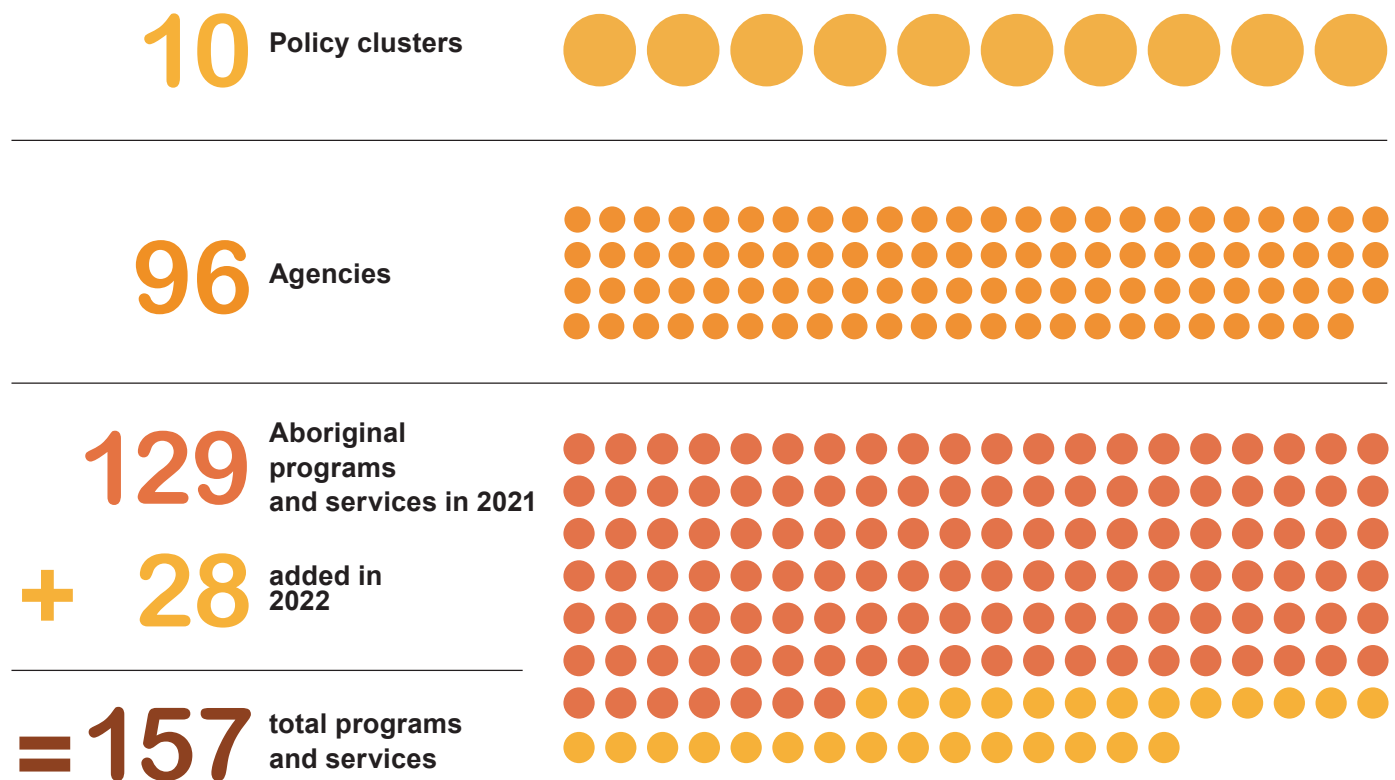 10 Policy clusters
96 Agencies
129 Aboriginal
programs
and services in 2021
+ 28 added in
2022
=157 total programs
and services